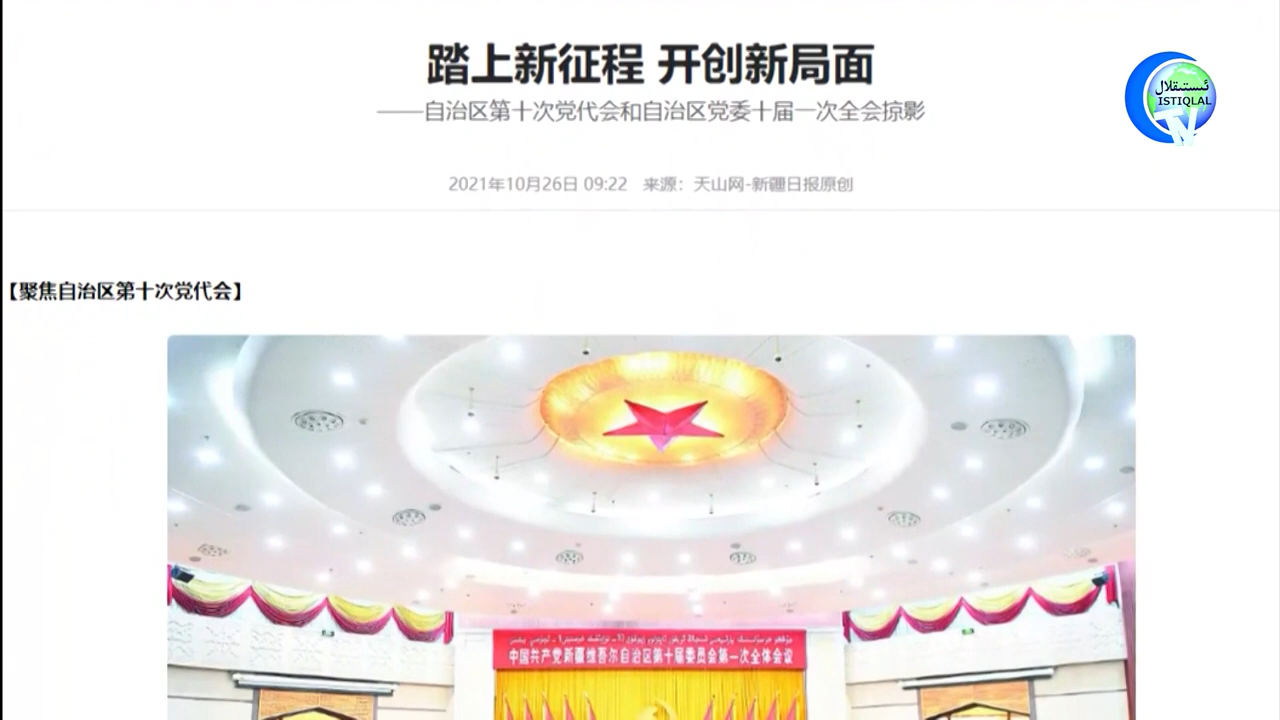 踏上新征程 开创新局面
——自治区第十次党代会和自治区党委十届一次全会掠影
ئىستىقلال
ISTIQLAL
TV
2021年10月26日 09:22 来源：天山网-新疆日报原创
【聚焦自治区第十次党代会】
中国共产党新疆维吾尔自治区第十届委员会第一次全体会议